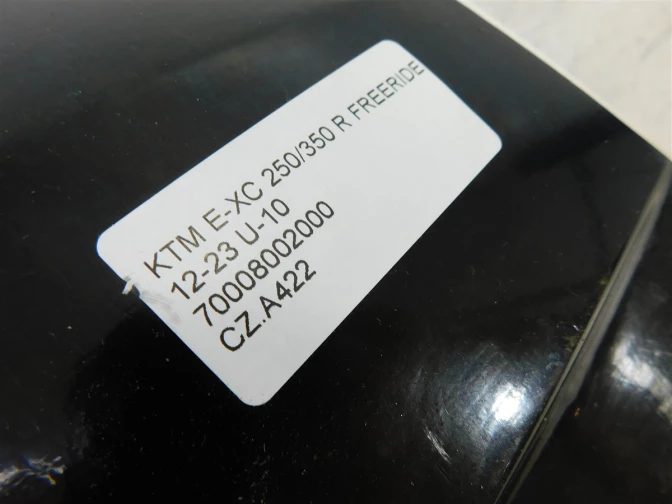 KTM E-XC 250/350 R FREERIDE
12-23 U-10
70008002000
CZ.A422